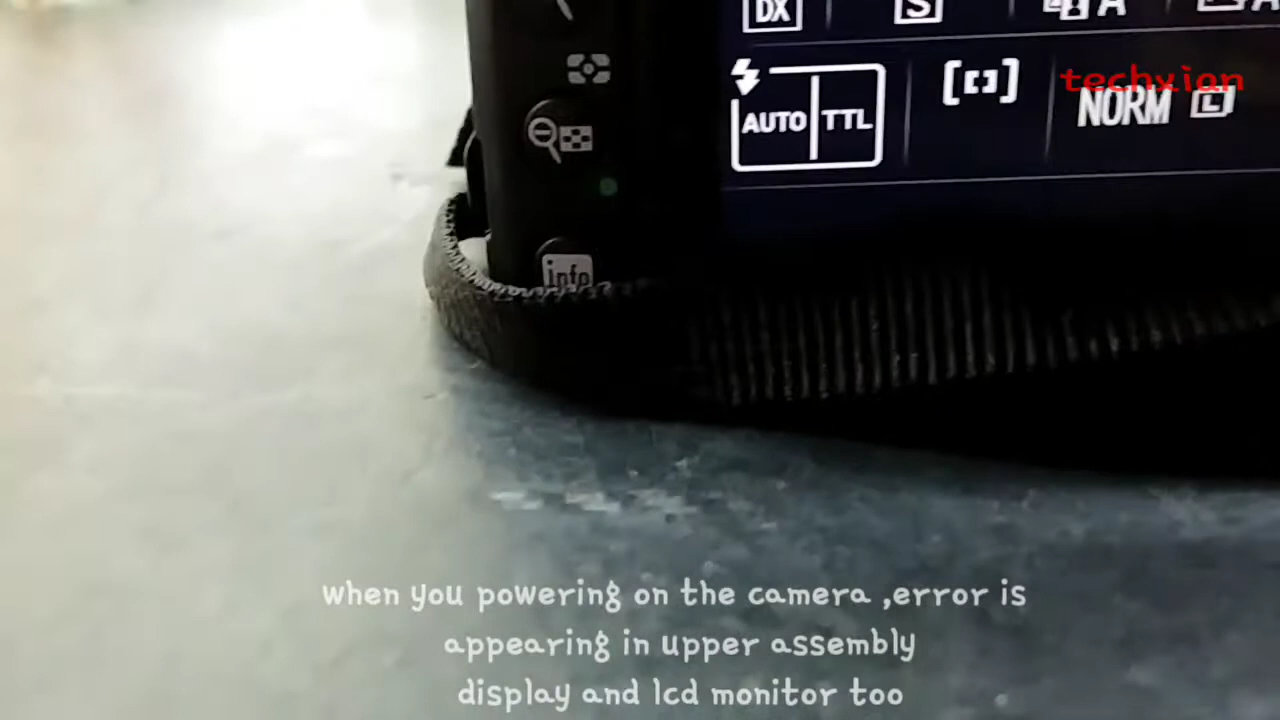 DX S A
techxian
AUTO TTL NORM L
info
when you powering on the camera ,error is
appearing in upper assembly
display and lcd monitor too